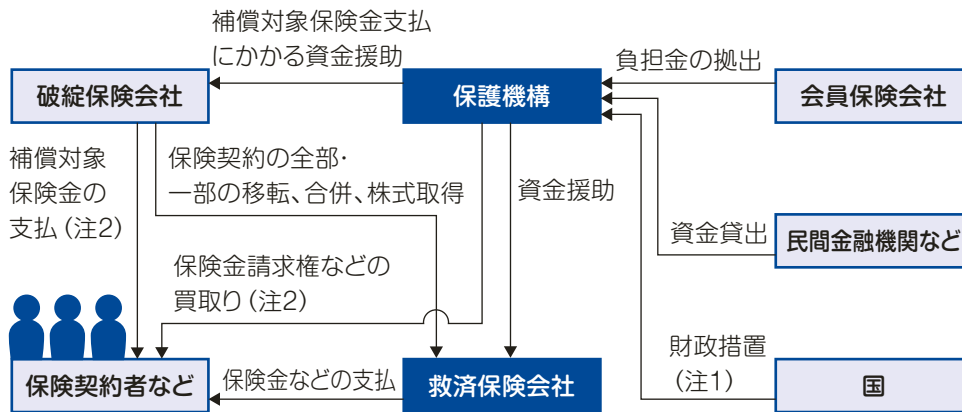 補償対象保険金支払
にかかる資金援助
負担金の拠出
破綻保険会社
保護機構
会員保険会社
補償対象
保険金の
支払（注2）
保険契約の全部・
一部の移転、合併、株式取得
資金援助
資金貸出
民間金融機関など
保険金請求権などの
買取り（注2）
財政措置
（注1）
保険契約者など
保険金などの支払
救済保険会社
国